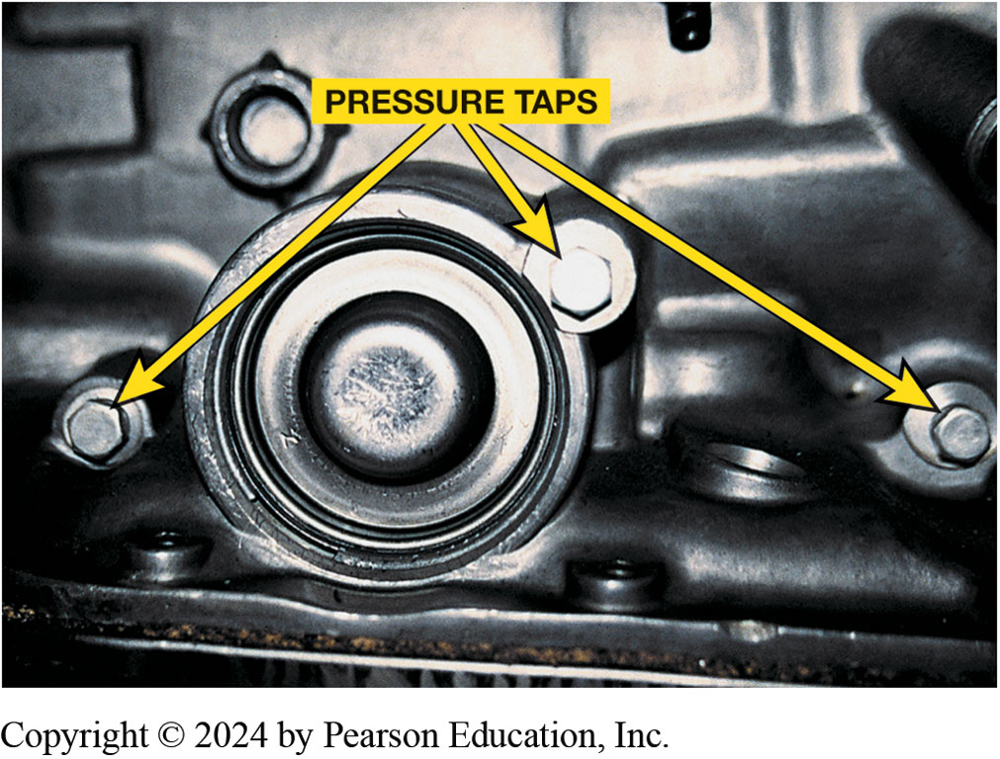 PRESSURE TAPS
Copyright © 2024 by Pearson Education, Inc.